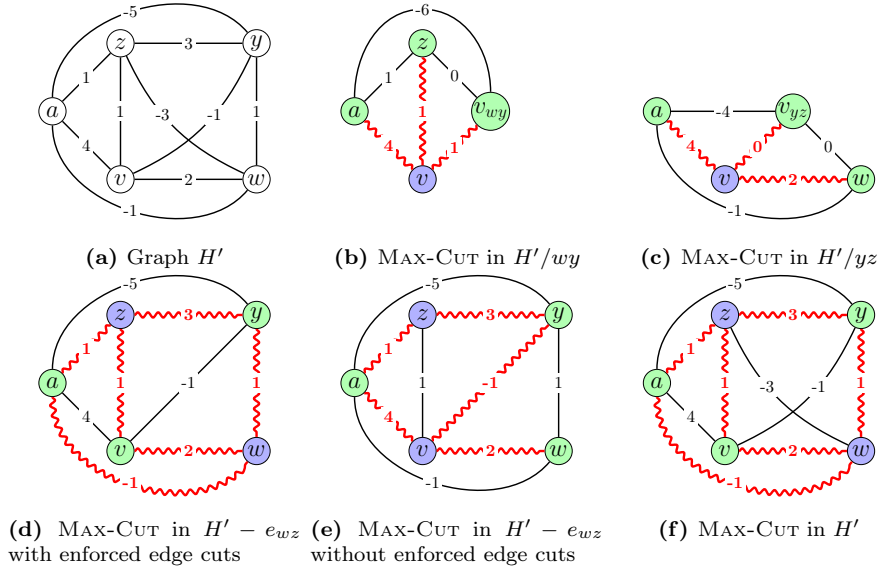 -5
-6
z
3
y
z
1
1
0
a
1
-3
-1
1
a
1
v_wy
a
-4
v_yz
4
4
1
4
0
0
v
2
w
v
v
2
w
-1
-1
(a) Graph H′
(b) MAX-CUT in H′/wy
(c) MAX-CUT in H′/yz
-5
-5
-5
z
3
y
z
3
y
z
3
y
1
1
1
a
1
-1
1
a
1
-1
1
a
1
-3
-1
1
4
4
4
v
2
w
v
2
w
v
2
w
-1
-1
-1
(d) MAX-CUT in H′ − e_wz
with enforced edge cuts
(e) MAX-CUT in H′ − e_wz
without enforced edge cuts
(f) MAX-CUT in H′